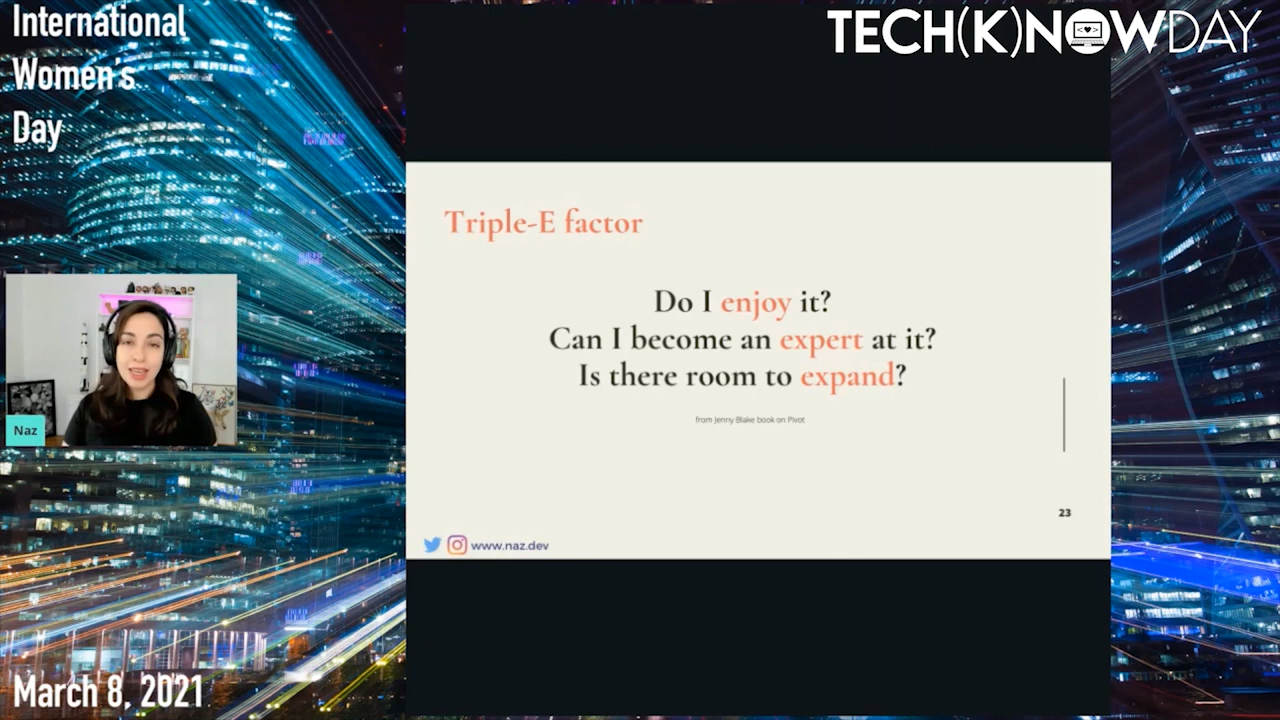 International
Women's
Day
TECH(K)NOWDAY
Triple-E factor
Do I enjoy it?
Can I become an expert at it?
Is there room to expand?
from Jenny Blake book on Pivot
23
www.naz.dev
Naz
March 8, 2021